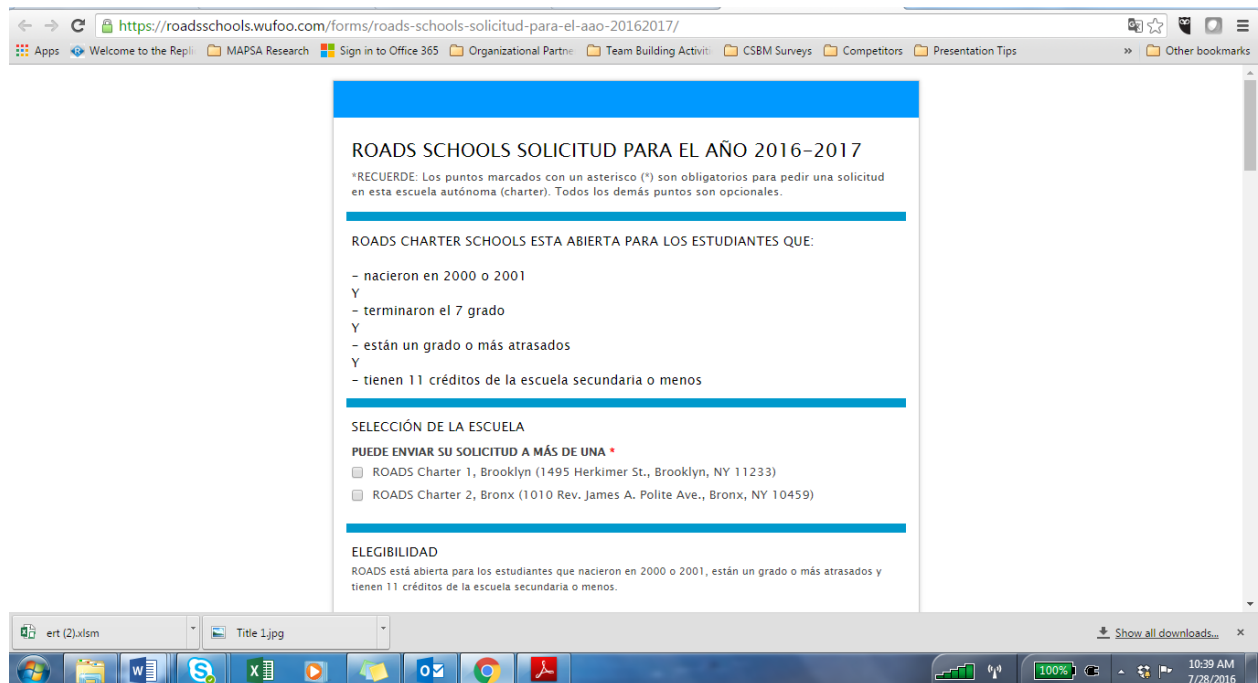 https://roadsschools.wufoo.com/forms/roads-schools-solicitud-para-el-aao-20162017/
Apps Welcome to the Repli MAPSA Research Sign in to Office 365 Organizational Partne Team Building Activiti CSBM Surveys Competitors Presentation Tips » Other bookmarks
ROADS SCHOOLS SOLICITUD PARA EL AÑO 2016-2017
*RECUERDE: Los puntos marcados con un asterisco (*) son obligatorios para pedir una solicitud
en esta escuela autónoma (charter). Todos los demás puntos son opcionales.
ROADS CHARTER SCHOOLS ESTA ABIERTA PARA LOS ESTUDIANTES QUE:
- nacieron en 2000 o 2001
Y
- terminaron el 7 grado
Y
- están un grado o más atrasados
Y
- tienen 11 créditos de la escuela secundaria o menos
SELECCIÓN DE LA ESCUELA
PUEDE ENVIAR SU SOLICITUD A MÁS DE UNA *
ROADS Charter 1, Brooklyn (1495 Herkimer St., Brooklyn, NY 11233)
ROADS Charter 2, Bronx (1010 Rev. James A. Polite Ave., Bronx, NY 10459)
ELEGIBILIDAD
ROADS está abierta para los estudiantes que nacieron en 2000 o 2001, están un grado o más atrasados y
tienen 11 créditos de la escuela secundaria o menos.
ert (2).xlsm Title 1.jpg Show all downloads...
100% 10:39 AM
7/28/2016